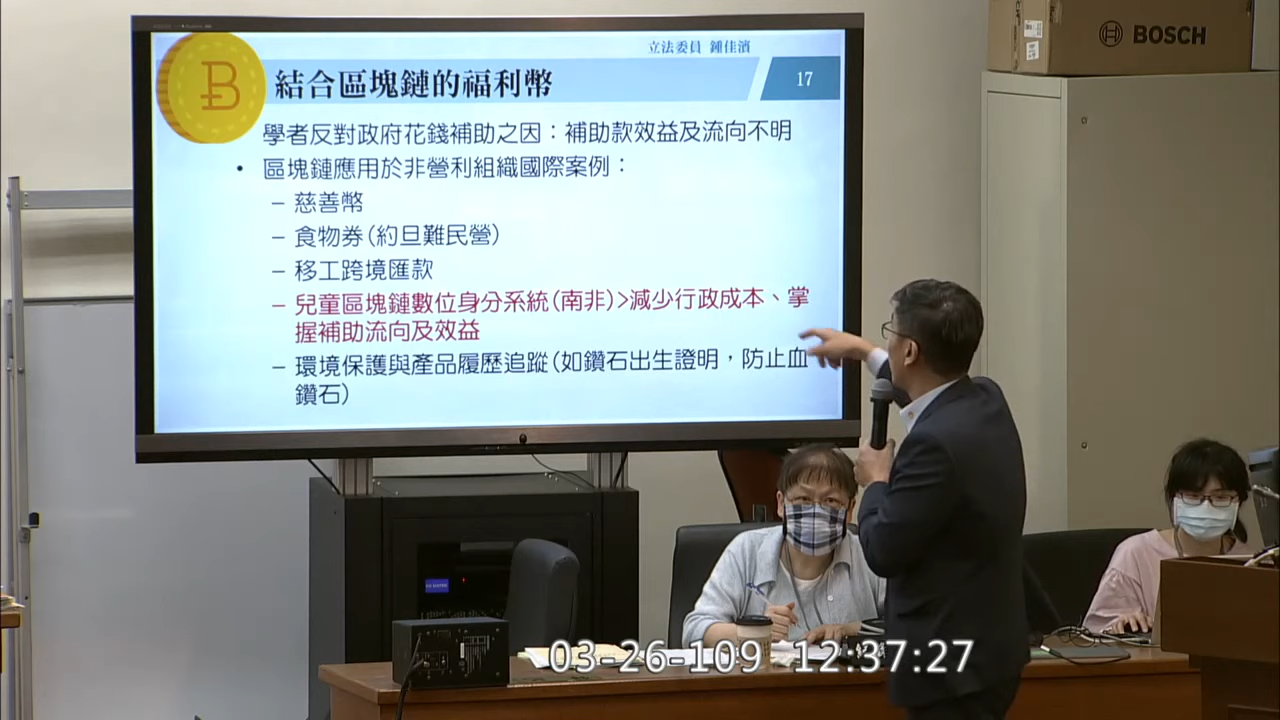 立法委員 鍾佳濱
結合區塊鏈的福利幣
17
學者反對政府花錢補助之因：補助款效益及流向不明
• 區塊鏈應用於非營利組織國際案例：
– 慈善幣
– 食物券(約旦難民營)
– 移工跨境匯款
– 兒童區塊鏈數位身分系統(南非)>減少行政成本、掌
握補助流向及效益
– 環境保護與產品履歷追蹤(如鑽石出生證明，防止血
鑽石)
BOSCH
03-26-109 12:37:27